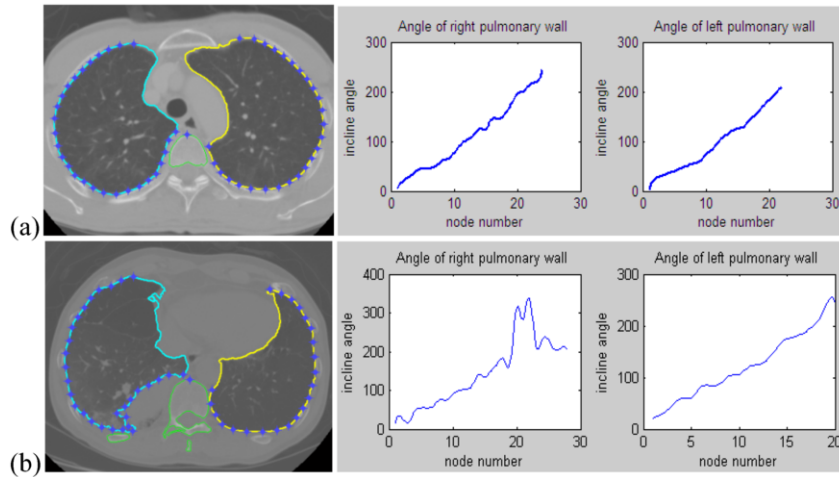 (a)
Angle of right pulmonary wall
incline angle
300
200
100
0
0
10
20
30
node number
Angle of left pulmonary wall
incline angle
300
200
100
0
0
10
20
30
node number
(b)
Angle of right pulmonary wall
incline angle
400
300
200
100
0
0
10
20
30
node number
Angle of left pulmonary wall
incline angle
300
200
100
0
0
5
10
15
20
node number